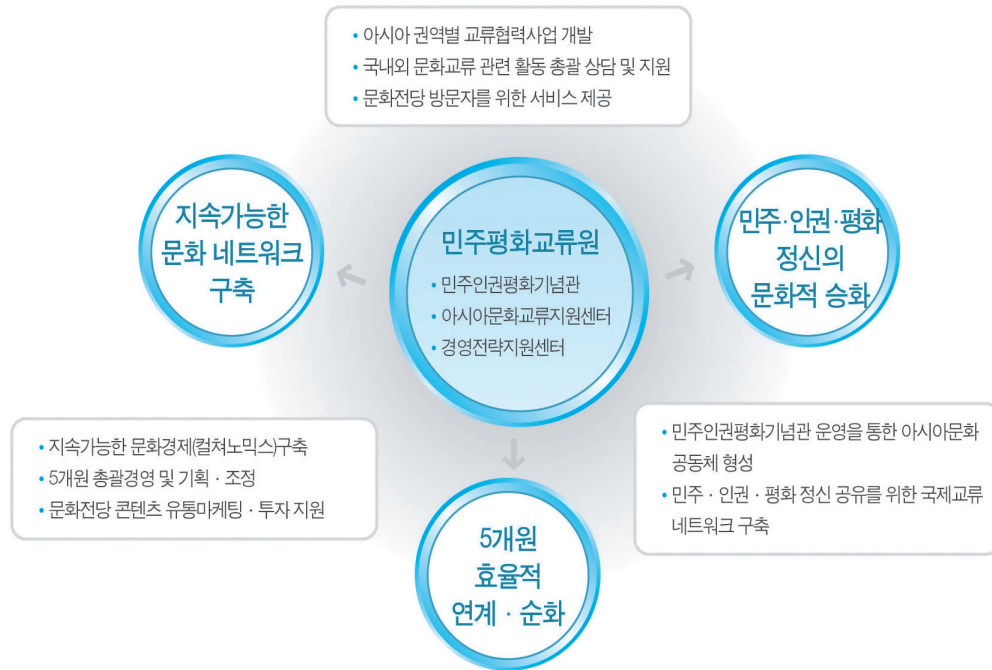 • 아시아 권역별 교류협력사업 개발
• 국내외 문화교류 관련 활동 총괄 상담 및 지원
• 문화전당 방문자를 위한 서비스 제공
지속가능한
문화 네트워크
구축
민주평화교류원
• 민주인권평화기념관
• 아시아문화교류지원센터
• 경영전략지원센터
민주·인권·평화
정신의
문화적 승화
• 지속가능한 문화경제(컬쳐노믹스)구축
• 5개원 총괄경영 및 기획 · 조정
• 문화전당 콘텐츠 유통마케팅 · 투자 지원
• 민주인권평화기념관 운영을 통한 아시아문화
공동체 형성
• 민주 · 인권 · 평화 정신 공유를 위한 국제교류
네트워크 구축
5개원
효율적
연계 · 순화